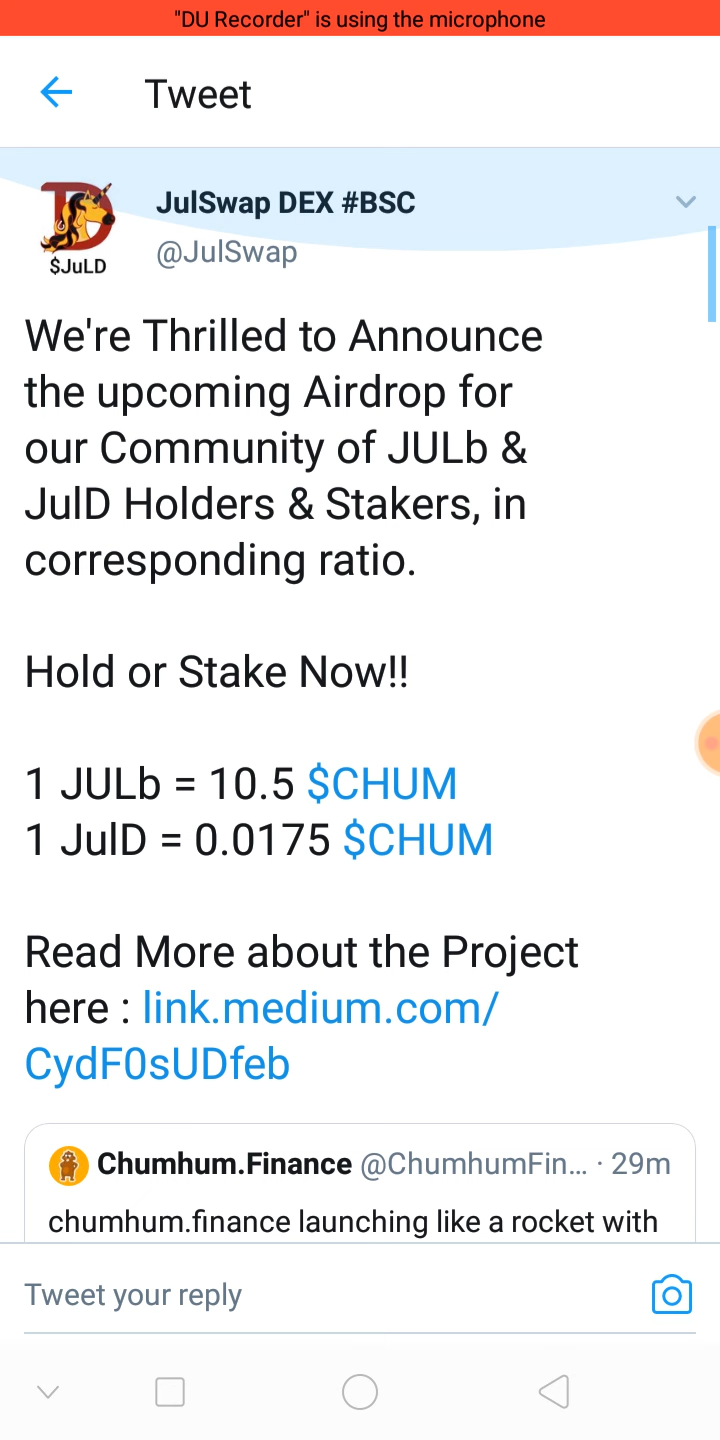 "DU Recorder" is using the microphone
Tweet
JulSwap DEX #BSC
@JulSwap
$JuLD
We're Thrilled to Announce
the upcoming Airdrop for
our Community of JULb &
JulD Holders & Stakers, in
corresponding ratio.
Hold or Stake Now!!
1 JULb = 10.5 $CHUM
1 JulD = 0.0175 $CHUM
Read More about the Project
here : link.medium.com/
CydF0sUDfeb
Chumhum.Finance @ChumhumFin... · 29m
chumhum.finance launching like a rocket with
Tweet your reply